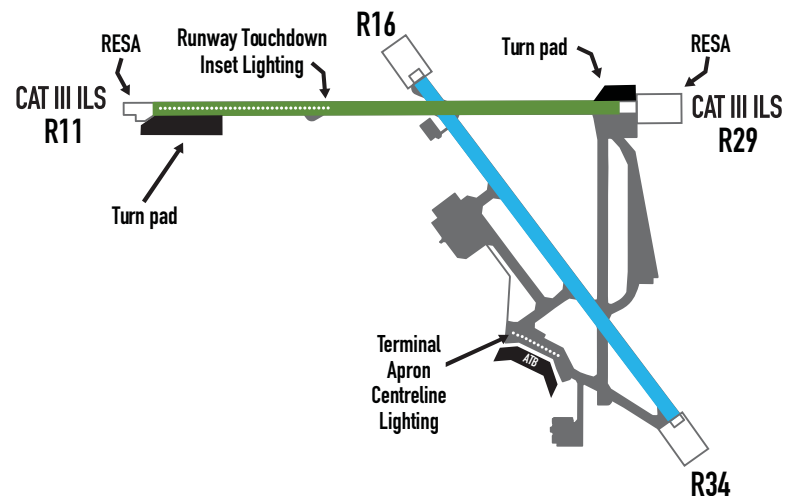 R16
RESA
Runway Touchdown
Inset Lighting
Turn pad
RESA
CAT III ILS
R11
CAT III ILS
R29
Turn pad
Terminal
Apron
Centreline
Lighting
ATB
R34